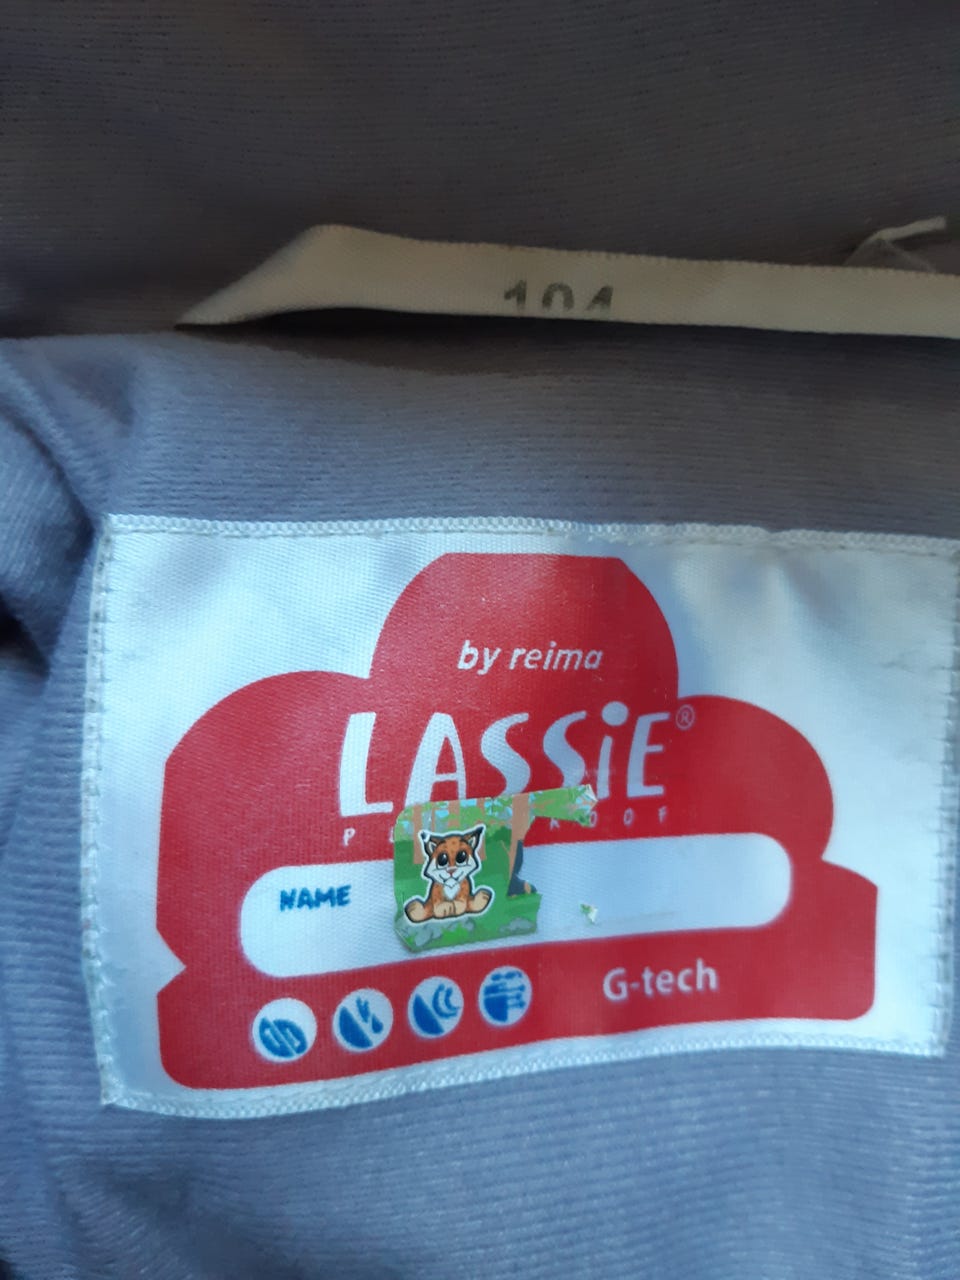 104
by reima
LASSiE®
NAME
G-tech